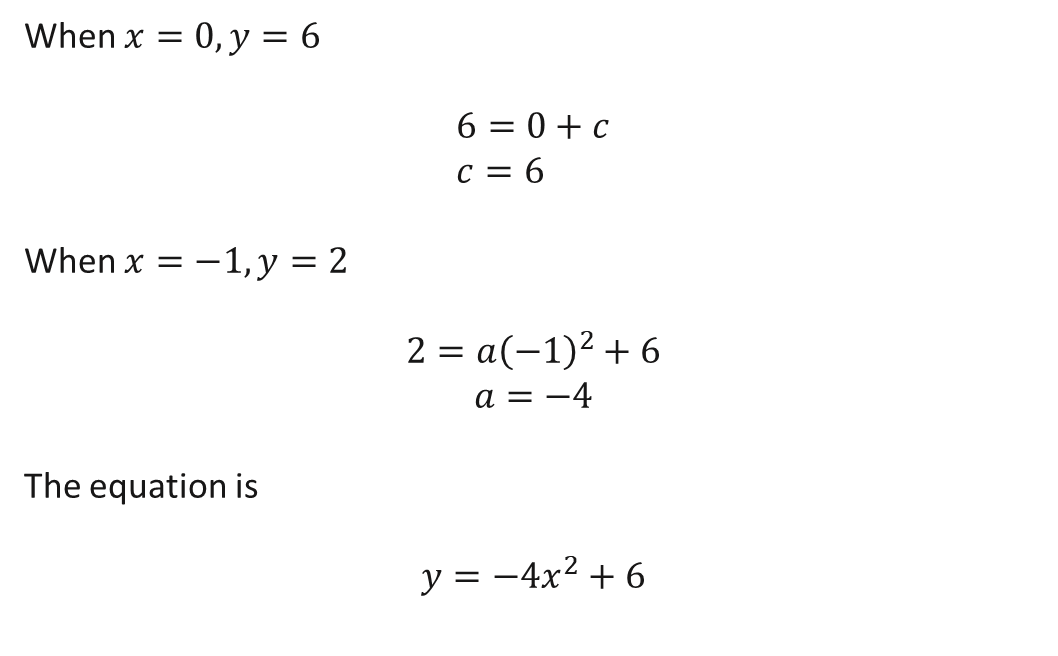 When x = 0, y = 6
6 = 0 + c
c = 6
When x = −1, y = 2
2 = a(−1)² + 6
a = −4
The equation is
y = −4x² + 6